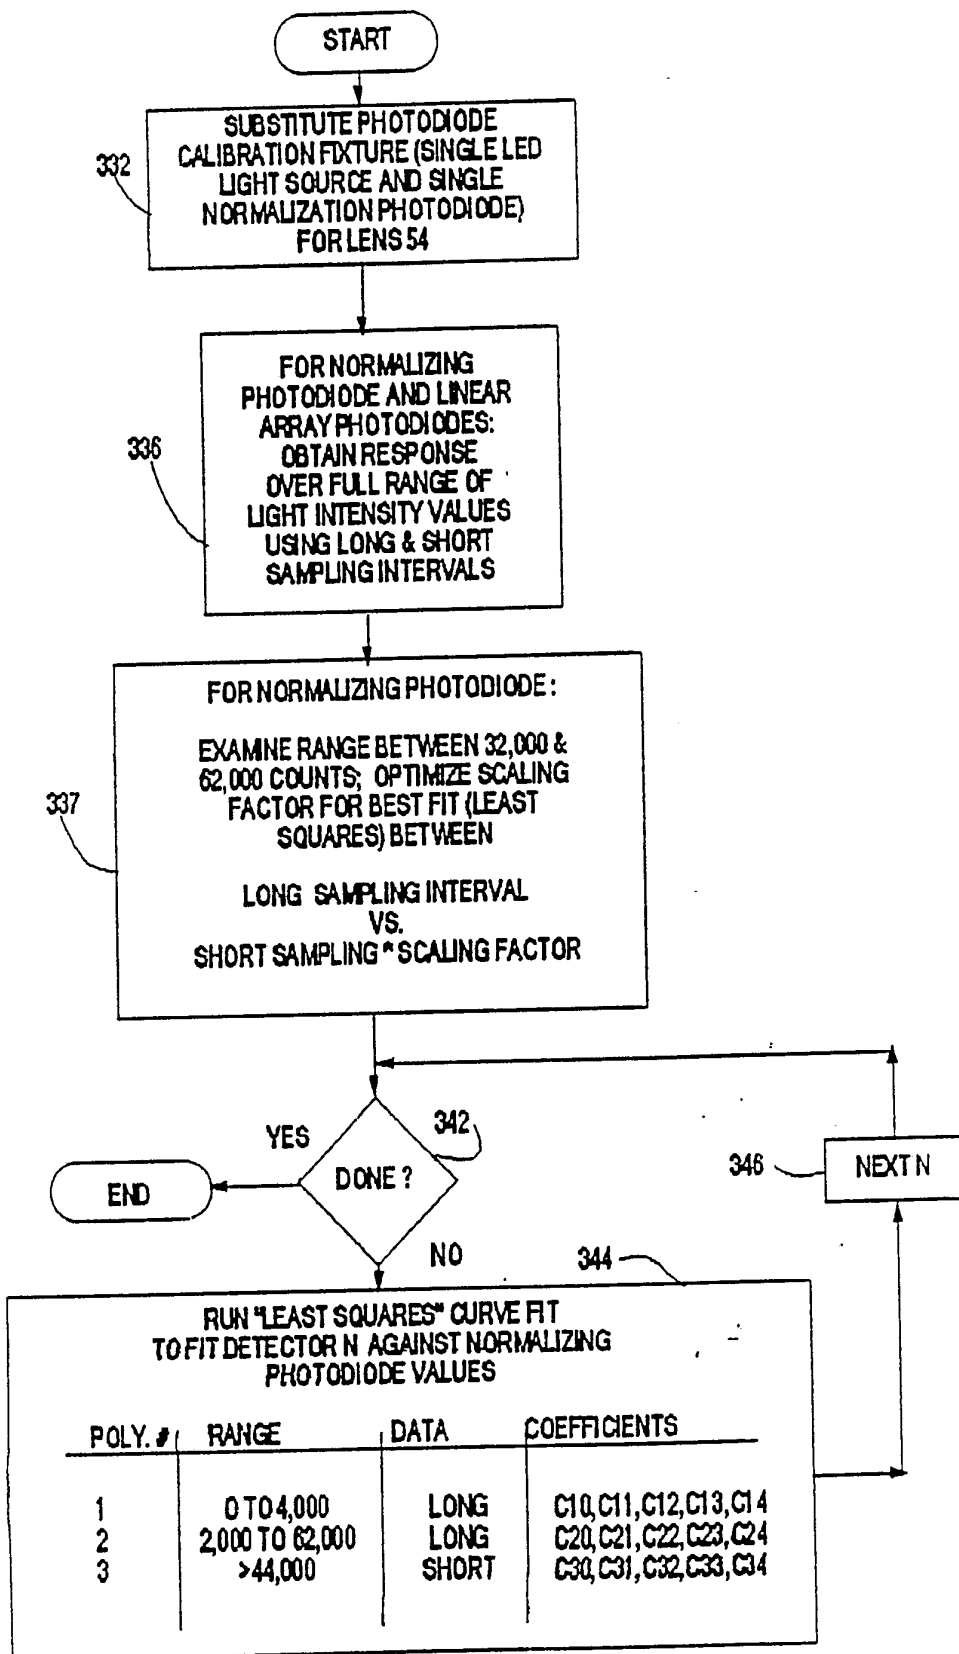 START
332
SUBSTITUTE PHOTODIODE
CALIBRATION FIXTURE (SINGLE LED
LIGHT SOURCE AND SINGLE
NORMALIZATION PHOTODIODE)
FOR LENS 54
336
FOR NORMALIZING
PHOTODIODE AND LINEAR
ARRAY PHOTODIODES:
OBTAIN RESPONSE
OVER FULL RANGE OF
LIGHT INTENSITY VALUES
USING LONG & SHORT
SAMPLING INTERVALS
337
FOR NORMALIZING PHOTODIODE:
EXAMINE RANGE BETWEEN 32,000 &
62,000 COUNTS; OPTIMIZE SCALING
FACTOR FOR BEST FIT (LEAST
SQUARES) BETWEEN
LONG SAMPLING INTERVAL
VS.
SHORT SAMPLING * SCALING FACTOR
342
YES
DONE ?
END
NO
346
NEXT N
344
RUN "LEAST SQUARES" CURVE FIT
TO FIT DETECTOR N AGAINST NORMALIZING
PHOTODIODE VALUES
POLY. # RANGE DATA COEFFICIENTS
1 0 TO 4,000 LONG C10,C11,C12,C13,C14
2 2,000 TO 62,000 LONG C20,C21,C22,C23,C24
3 >44,000 SHORT C30,C31,C32,C33,C34